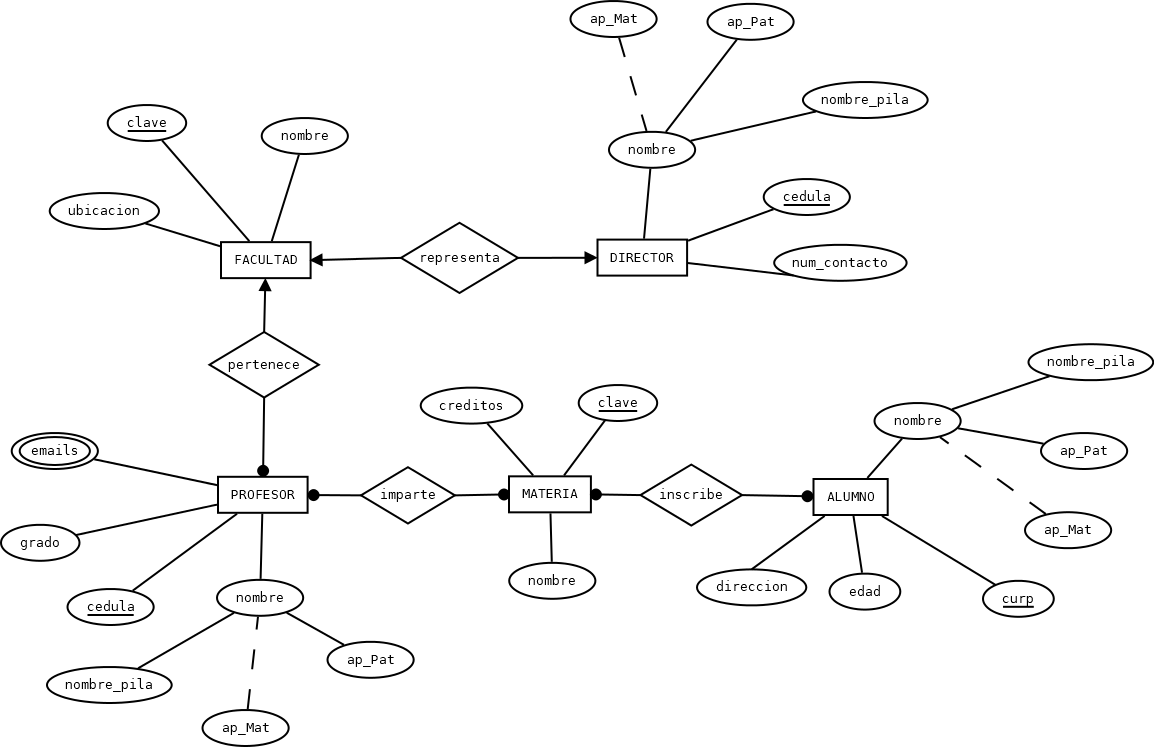 ap_Mat
ap_Pat
nombre_pila
clave
nombre
nombre
cedula
ubicacion
FACULTAD
representa
DIRECTOR
num_contacto
pertenece
nombre_pila
creditos
clave
nombre
emails
ap_Pat
PROFESOR
imparte
MATERIA
inscribe
ALUMNO
grado
ap_Mat
nombre
direccion
edad
curp
cedula
nombre
ap_Pat
nombre_pila
ap_Mat